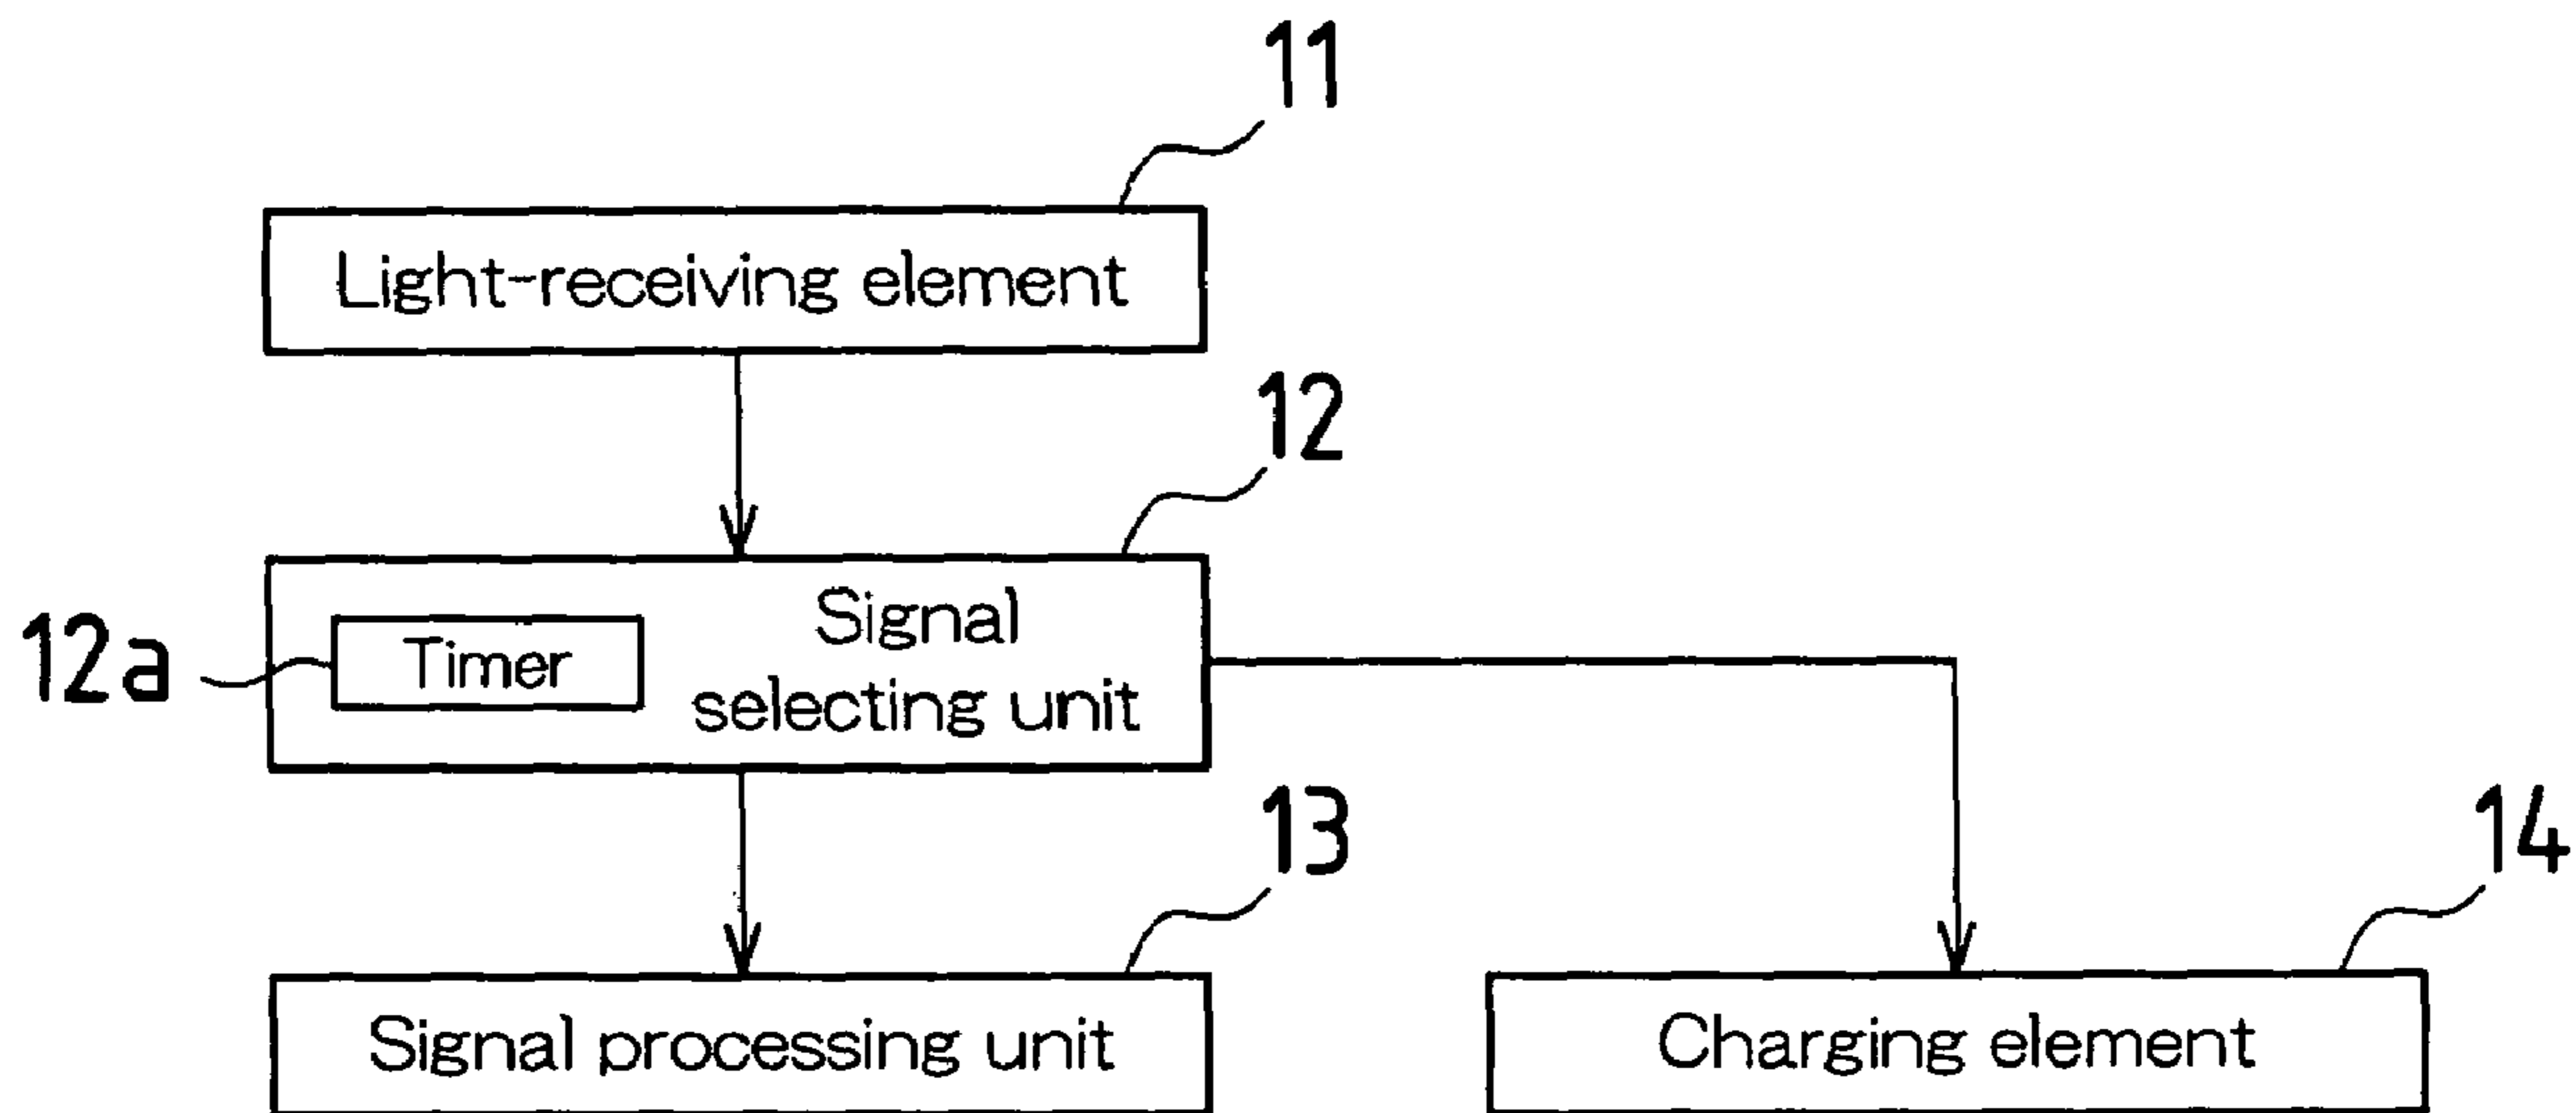 11
Light-receiving element
12
12a
Timer
Signal
selecting unit
13
14
Signal processing unit
Charging element